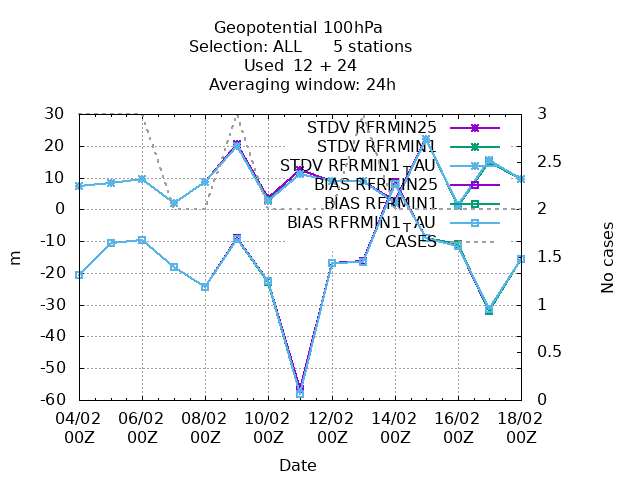 Geopotential 100hPa
Selection: ALL 5 stations
Used 12 + 24
Averaging window: 24h
30 3
STDV RFRMIN25
20 STDV RFRMIN1
STDV RFRMIN1_AU 2.5
10 BIAS RFRMIN25
BIAS RFRMIN1
0 2
BIAS RFRMIN1_AU
-10 CASES
1.5
-20
-30 1
-40
0.5
-50
-60 0
m
No cases
04/02 06/02 08/02 10/02 12/02 14/02 16/02 18/02
00Z 00Z 00Z 00Z 00Z 00Z 00Z 00Z
Date